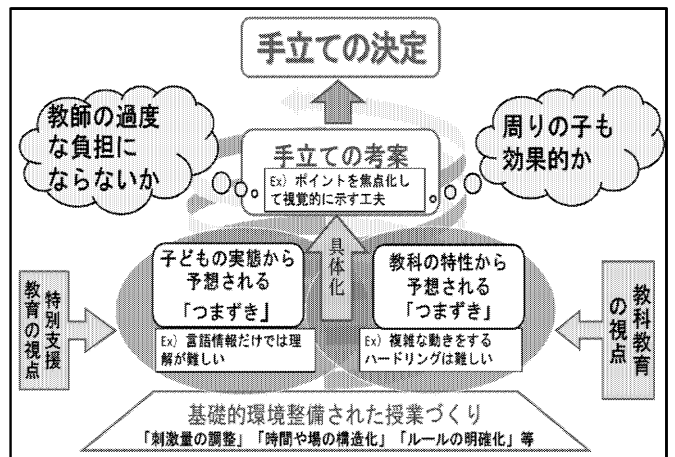 手立ての決定
教師の過度
な負担に
ならないか
周りの子も
効果的か
手立ての考案
Ex) ポイントを焦点化し
て視覚的に示す工夫
具体化
子どもの実態から
予想される
「つまずき」
Ex) 言語情報だけでは理
解が難しい
教科の特性から
予想される
「つまずき」
Ex) 複雑な動きをする
ハードリングは難しい
特別支援
教育の視点
教科教育
の視点
基礎的環境整備された授業づくり
「刺激量の調整」「時間や場の構造化」「ルールの明確化」等